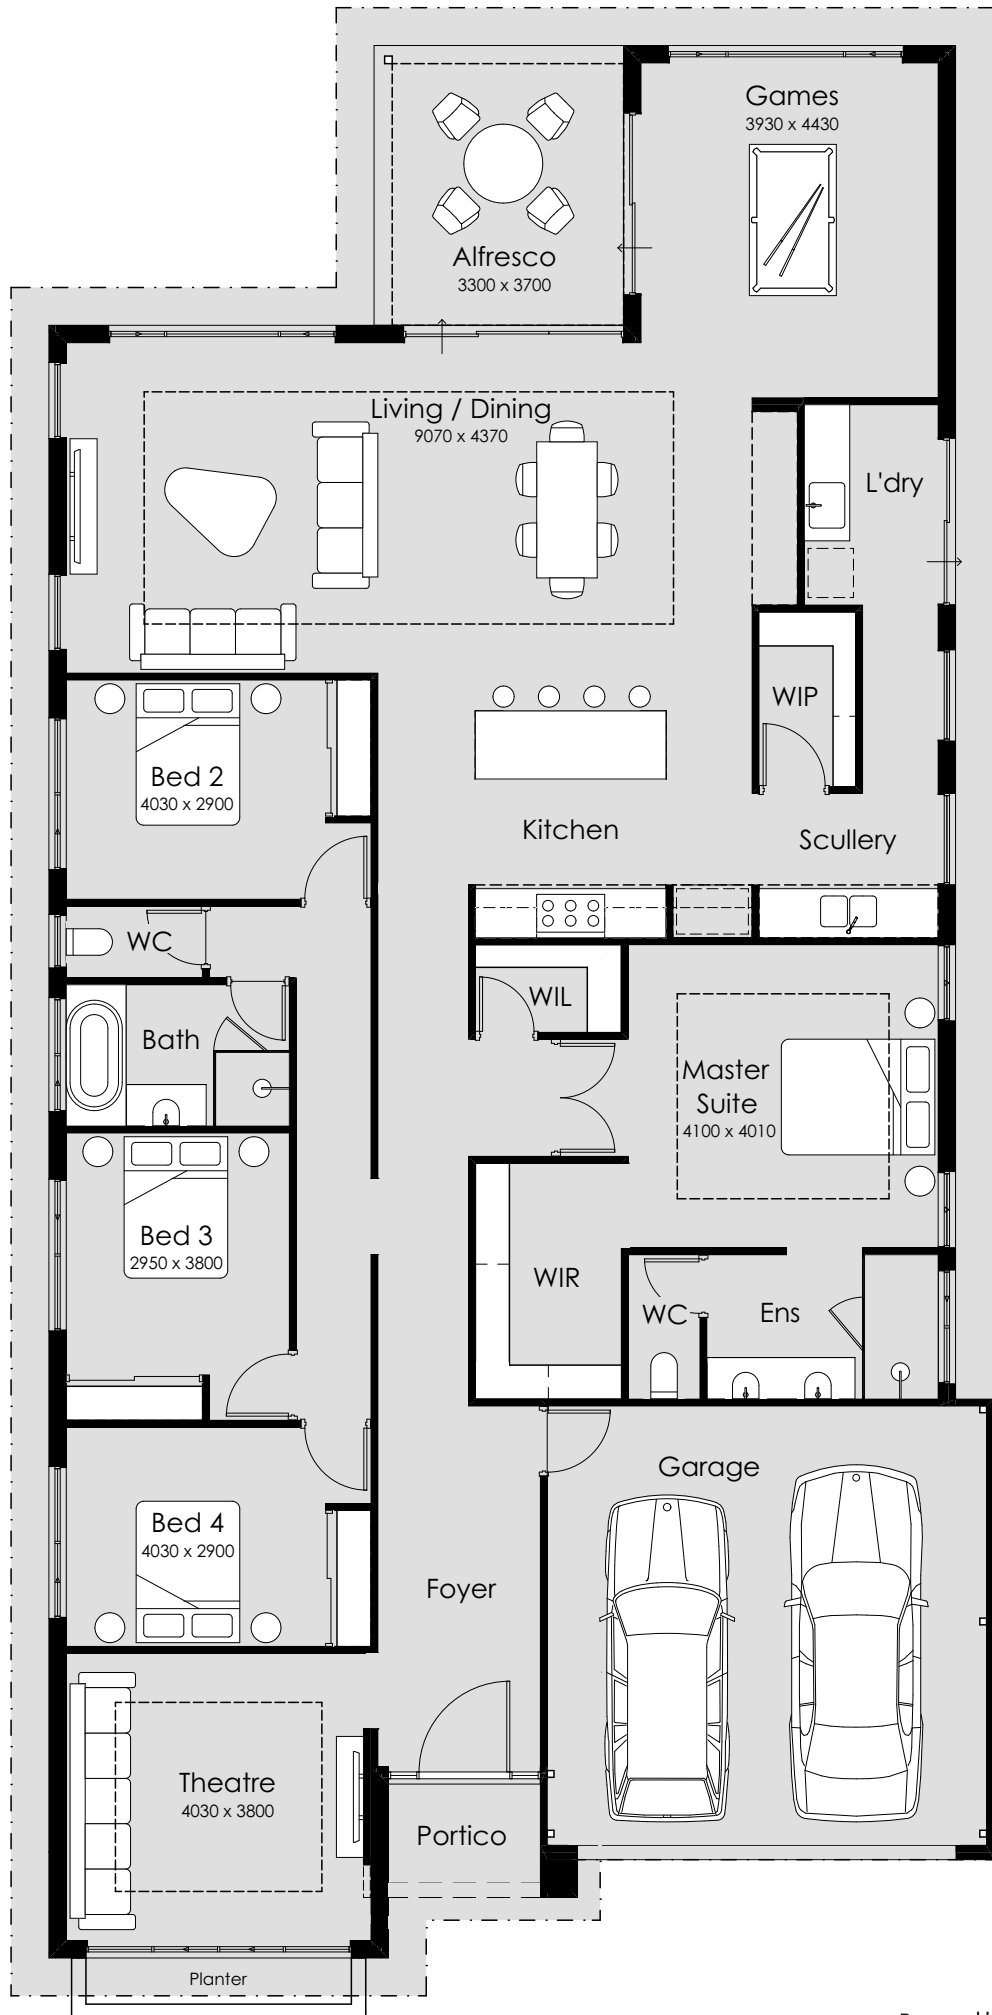 Games
3930 x 4430
Alfresco
3300 x 3700
Living / Dining
9070 x 4370
L'dry
WIP
Bed 2
4030 x 2900
Kitchen
Scullery
WC
WIL
Bath
Master
Suite
4100 x 4010
Bed 3
2950 x 3800
WIR
WC
Ens
Garage
Bed 4
4030 x 2900
Foyer
Theatre
4030 x 3800
Portico
Planter